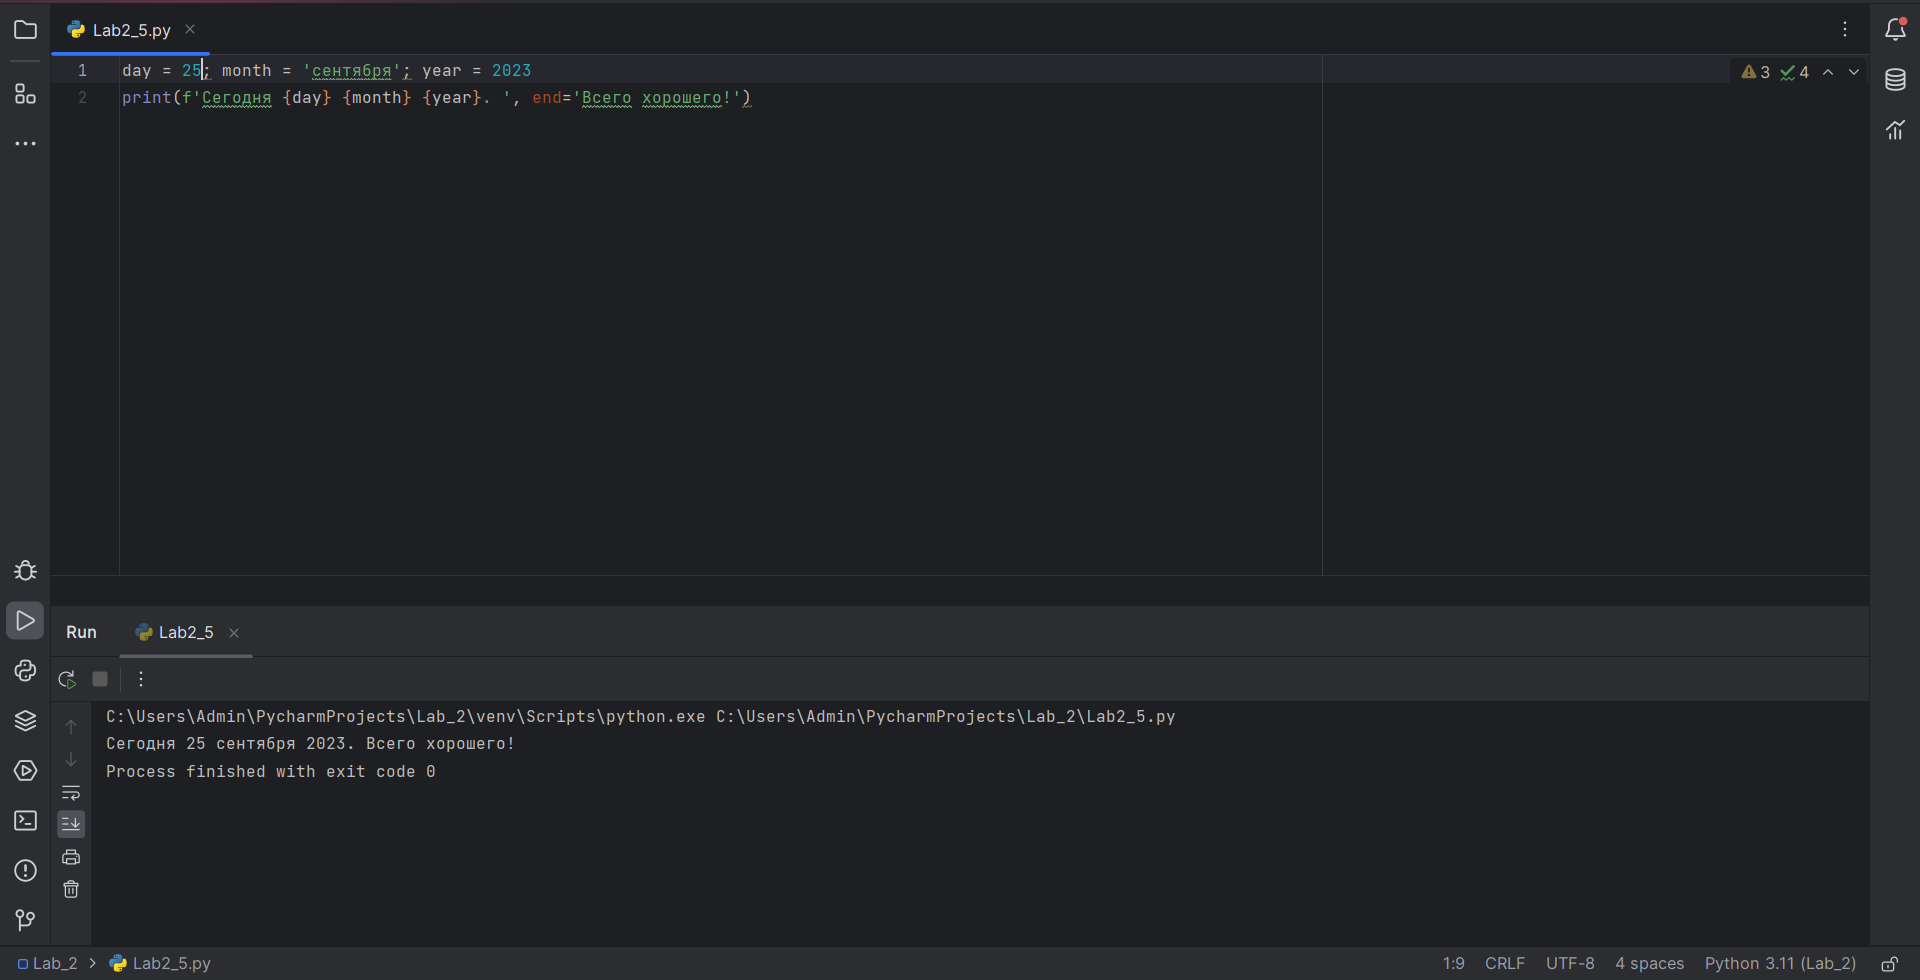 Lab2_5.py
1 day = 25; month = 'сентября'; year = 2023
3 4
2 print(f'Сегодня {day} {month} {year}. ', end='Всего хорошего!')
Run Lab2_5
C:\Users\Admin\PycharmProjects\Lab_2\venv\Scripts\python.exe C:\Users\Admin\PycharmProjects\Lab_2\Lab2_5.py
Сегодня 25 сентября 2023. Всего хорошего!
Process finished with exit code 0
Lab_2 > Lab2_5.py
1:9 CRLF UTF-8 4 spaces Python 3.11 (Lab_2)